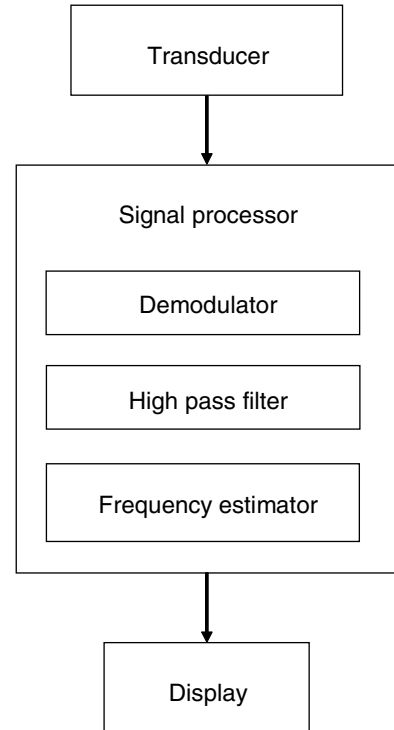 Transducer
Signal processor
Demodulator
High pass filter
Frequency estimator
Display